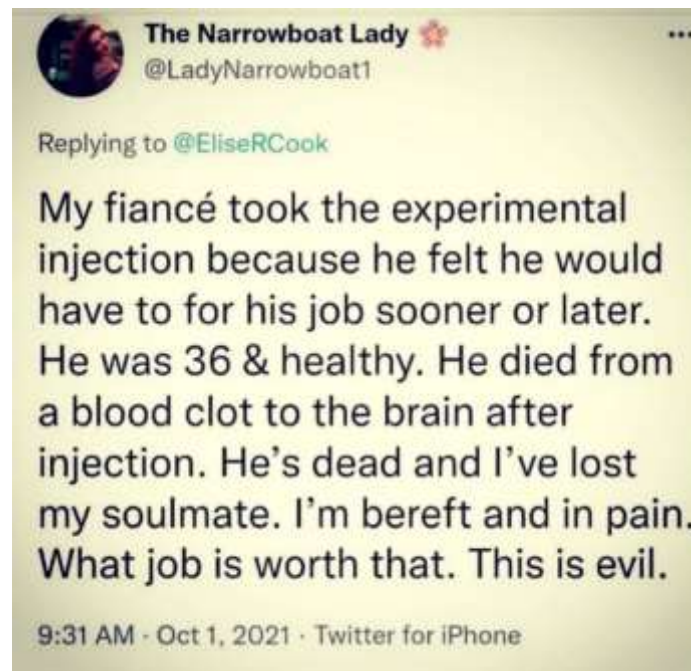 The Narrowboat Lady 🌸
@LadyNarrowboat1
Replying to @EliseRCook
My fiancé took the experimental
injection because he felt he would
have to for his job sooner or later.
He was 36 & healthy. He died from
a blood clot to the brain after
injection. He's dead and I've lost
my soulmate. I'm bereft and in pain.
What job is worth that. This is evil.
9:31 AM · Oct 1, 2021 · Twitter for iPhone